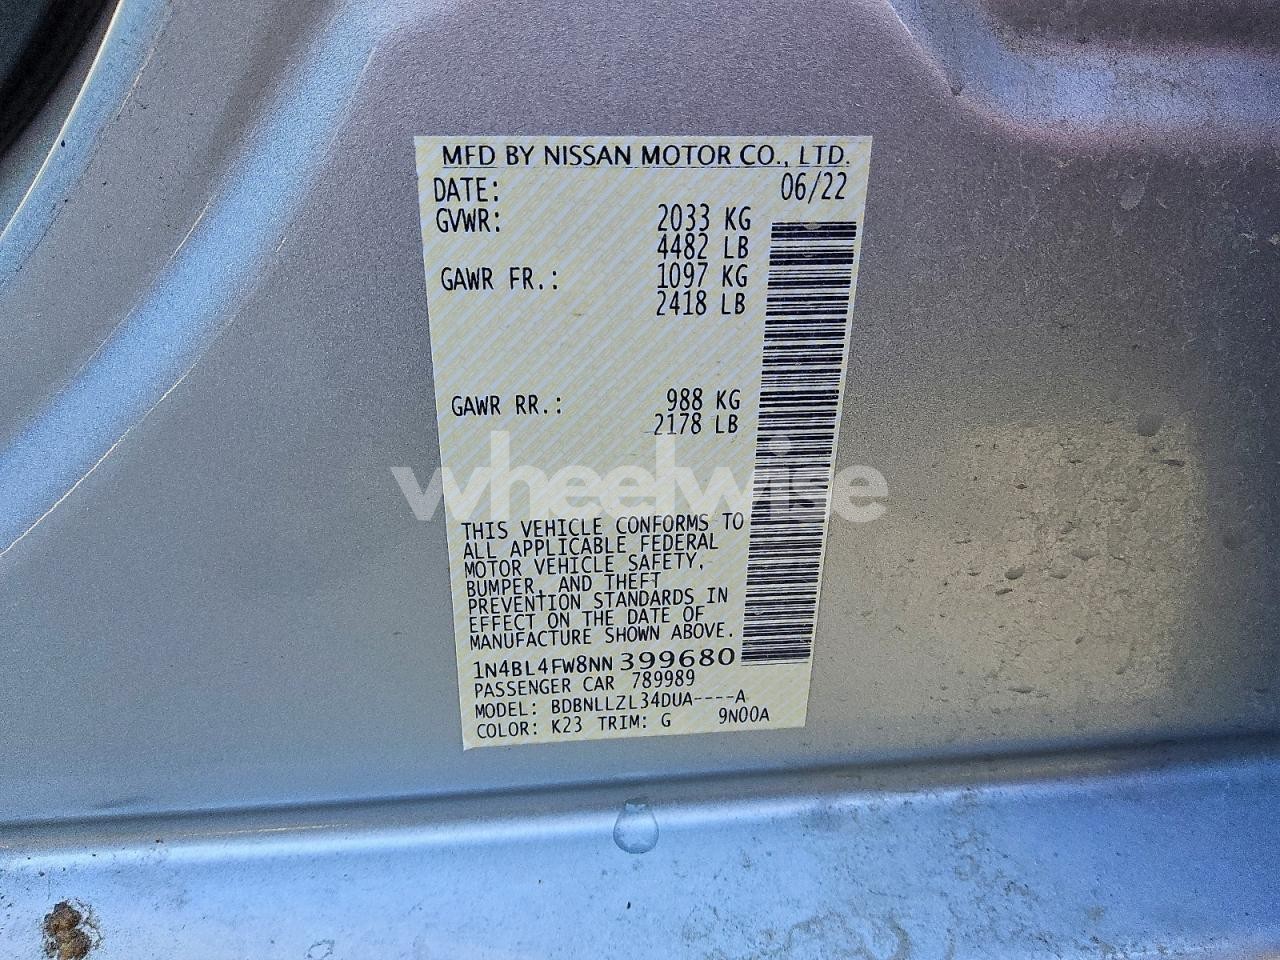 MFD BY NISSAN MOTOR CO., LTD.
DATE: 06/22
GVWR: 2033 KG
4482 LB
GAWR FR.: 1097 KG
2418 LB
GAWR RR.: 988 KG
2178 LB
wheelwise
THIS VEHICLE CONFORMS TO
ALL APPLICABLE FEDERAL
MOTOR VEHICLE SAFETY,
BUMPER, AND THEFT
PREVENTION STANDARDS IN
EFFECT ON THE DATE OF
MANUFACTURE SHOWN ABOVE.
1N4BL4FW8NN399680
PASSENGER CAR 789989
MODEL: BDBNLLZL34DUA----A
COLOR: K23 TRIM: G 9N00A